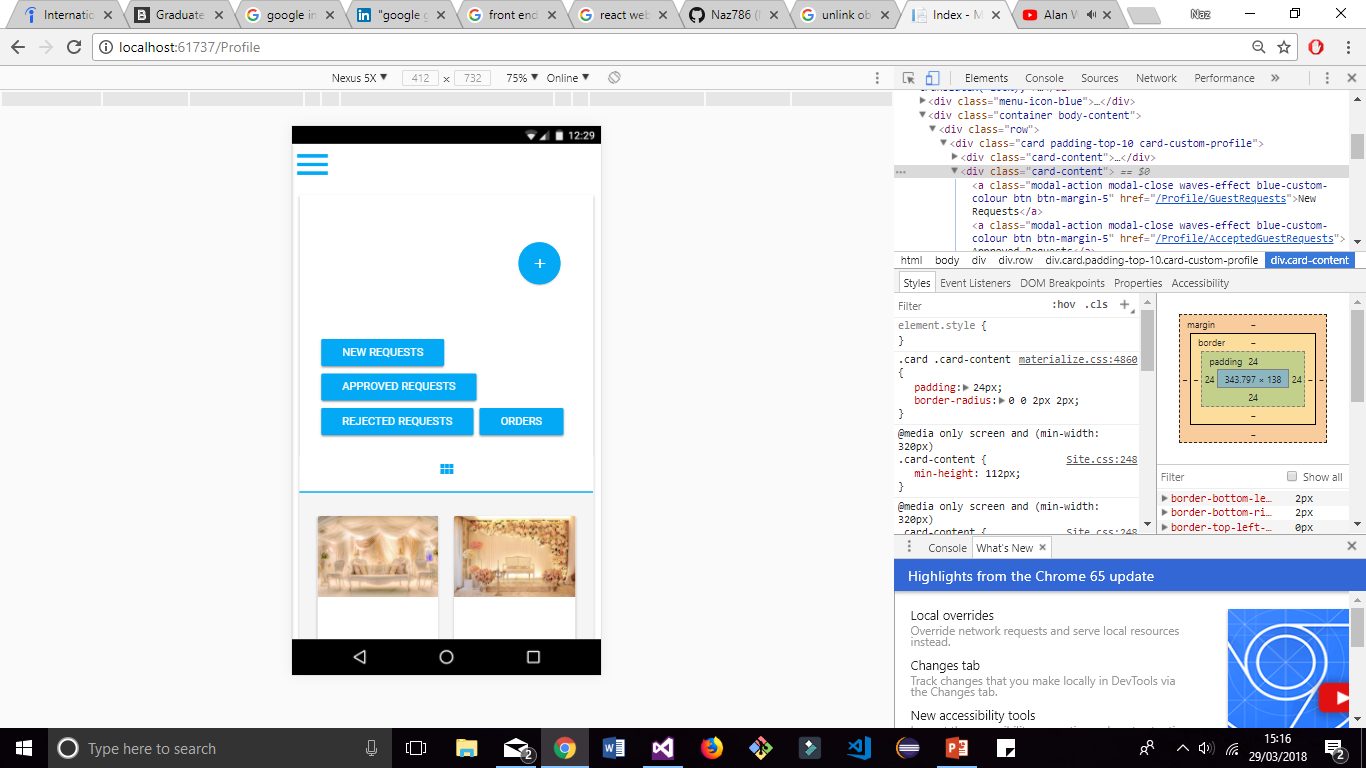 Internatio
Graduate
google in
"google g
front end
react web
Naz786 (
unlink ob
Index - M
Alan W
Naz
localhost:61737/Profile
Nexus 5X 412 x 732 75% Online
Elements Console Sources Network Performance »
<div class="menu-icon-blue">…</div>
<div class="container body-content">
<div class="row">
<div class="card padding-top-10 card-custom-profile">
<div class="card-content">…</div>
<div class="card-content"> == $0
<a class="modal-action modal-close waves-effect blue-custom-
colour btn btn-margin-5" href="/Profile/GuestRequests">New
Requests</a>
<a class="modal-action modal-close waves-effect blue-custom-
colour btn btn-margin-5" href="/Profile/AcceptedGuestRequests">
html body div div.row div.card.padding-top-10.card-custom-profile div.card-content
Styles Event Listeners DOM Breakpoints Properties Accessibility
Filter :hov .cls +
element.style {
}
.card .card-content materialize.css:4860
{
padding: 24px;
border-radius: 0 0 2px 2px;
}
@media only screen and (min-width:
320px)
.card-content { Site.css:248
min-height: 112px;
}
@media only screen and (min-width:
320px)
.card-content { Site.css:248
margin –
border –
padding 24
– – 24 343.797 × 138 24 – –
24
–
–
Filter Show all
border-bottom-le… 2px
border-bottom-ri… 2px
border-top-left-… 0px
12:29
+
NEW REQUESTS
APPROVED REQUESTS
REJECTED REQUESTS
ORDERS
Console What's New
Highlights from the Chrome 65 update
Local overrides
Override network requests and serve local resources
instead.
Changes tab
Track changes that you make locally in DevTools via
the Changes tab.
New accessibility tools
Type here to search
2
15:16
29/03/2018
2